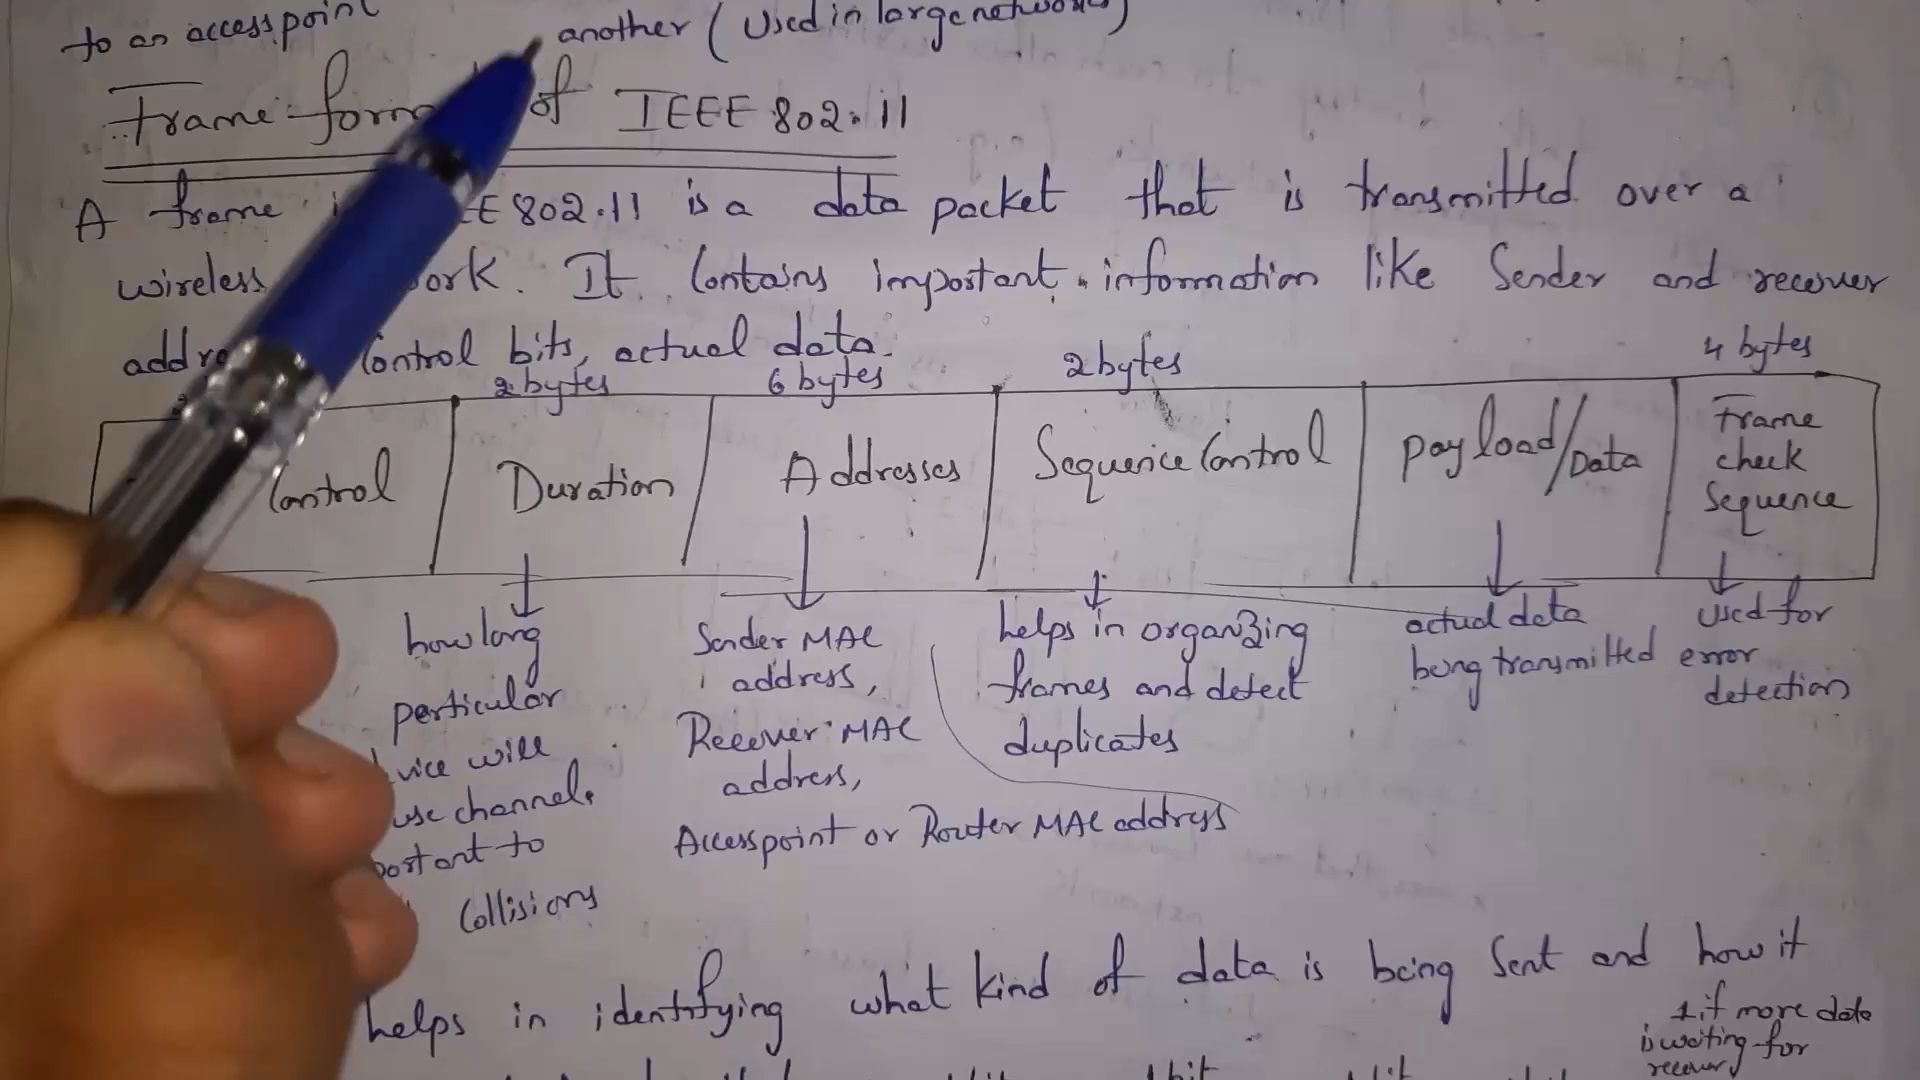 to an access point
another (Used in large networks)
Frame of IEEE 802.11
A frame 802.11 is a data packet that is transmitted over a
wireless It contains important information like Sender and receiver
Control bits, actual data.
2 bytes 6 bytes 2 bytes 4 bytes
Control Duration Addresses Sequence Control payload/Data Frame check Sequence
how long
perticular
will
use channel.
to
Collisions
Sender MAC
address,
Receiver MAC
address,
Accesspoint or Router MAC address
helps in organizing
frames and detect
duplicates
actual data
being transmitted
used for
error
detection
helps in identifying what kind of data is being sent and how it
1 if more data
is waiting for